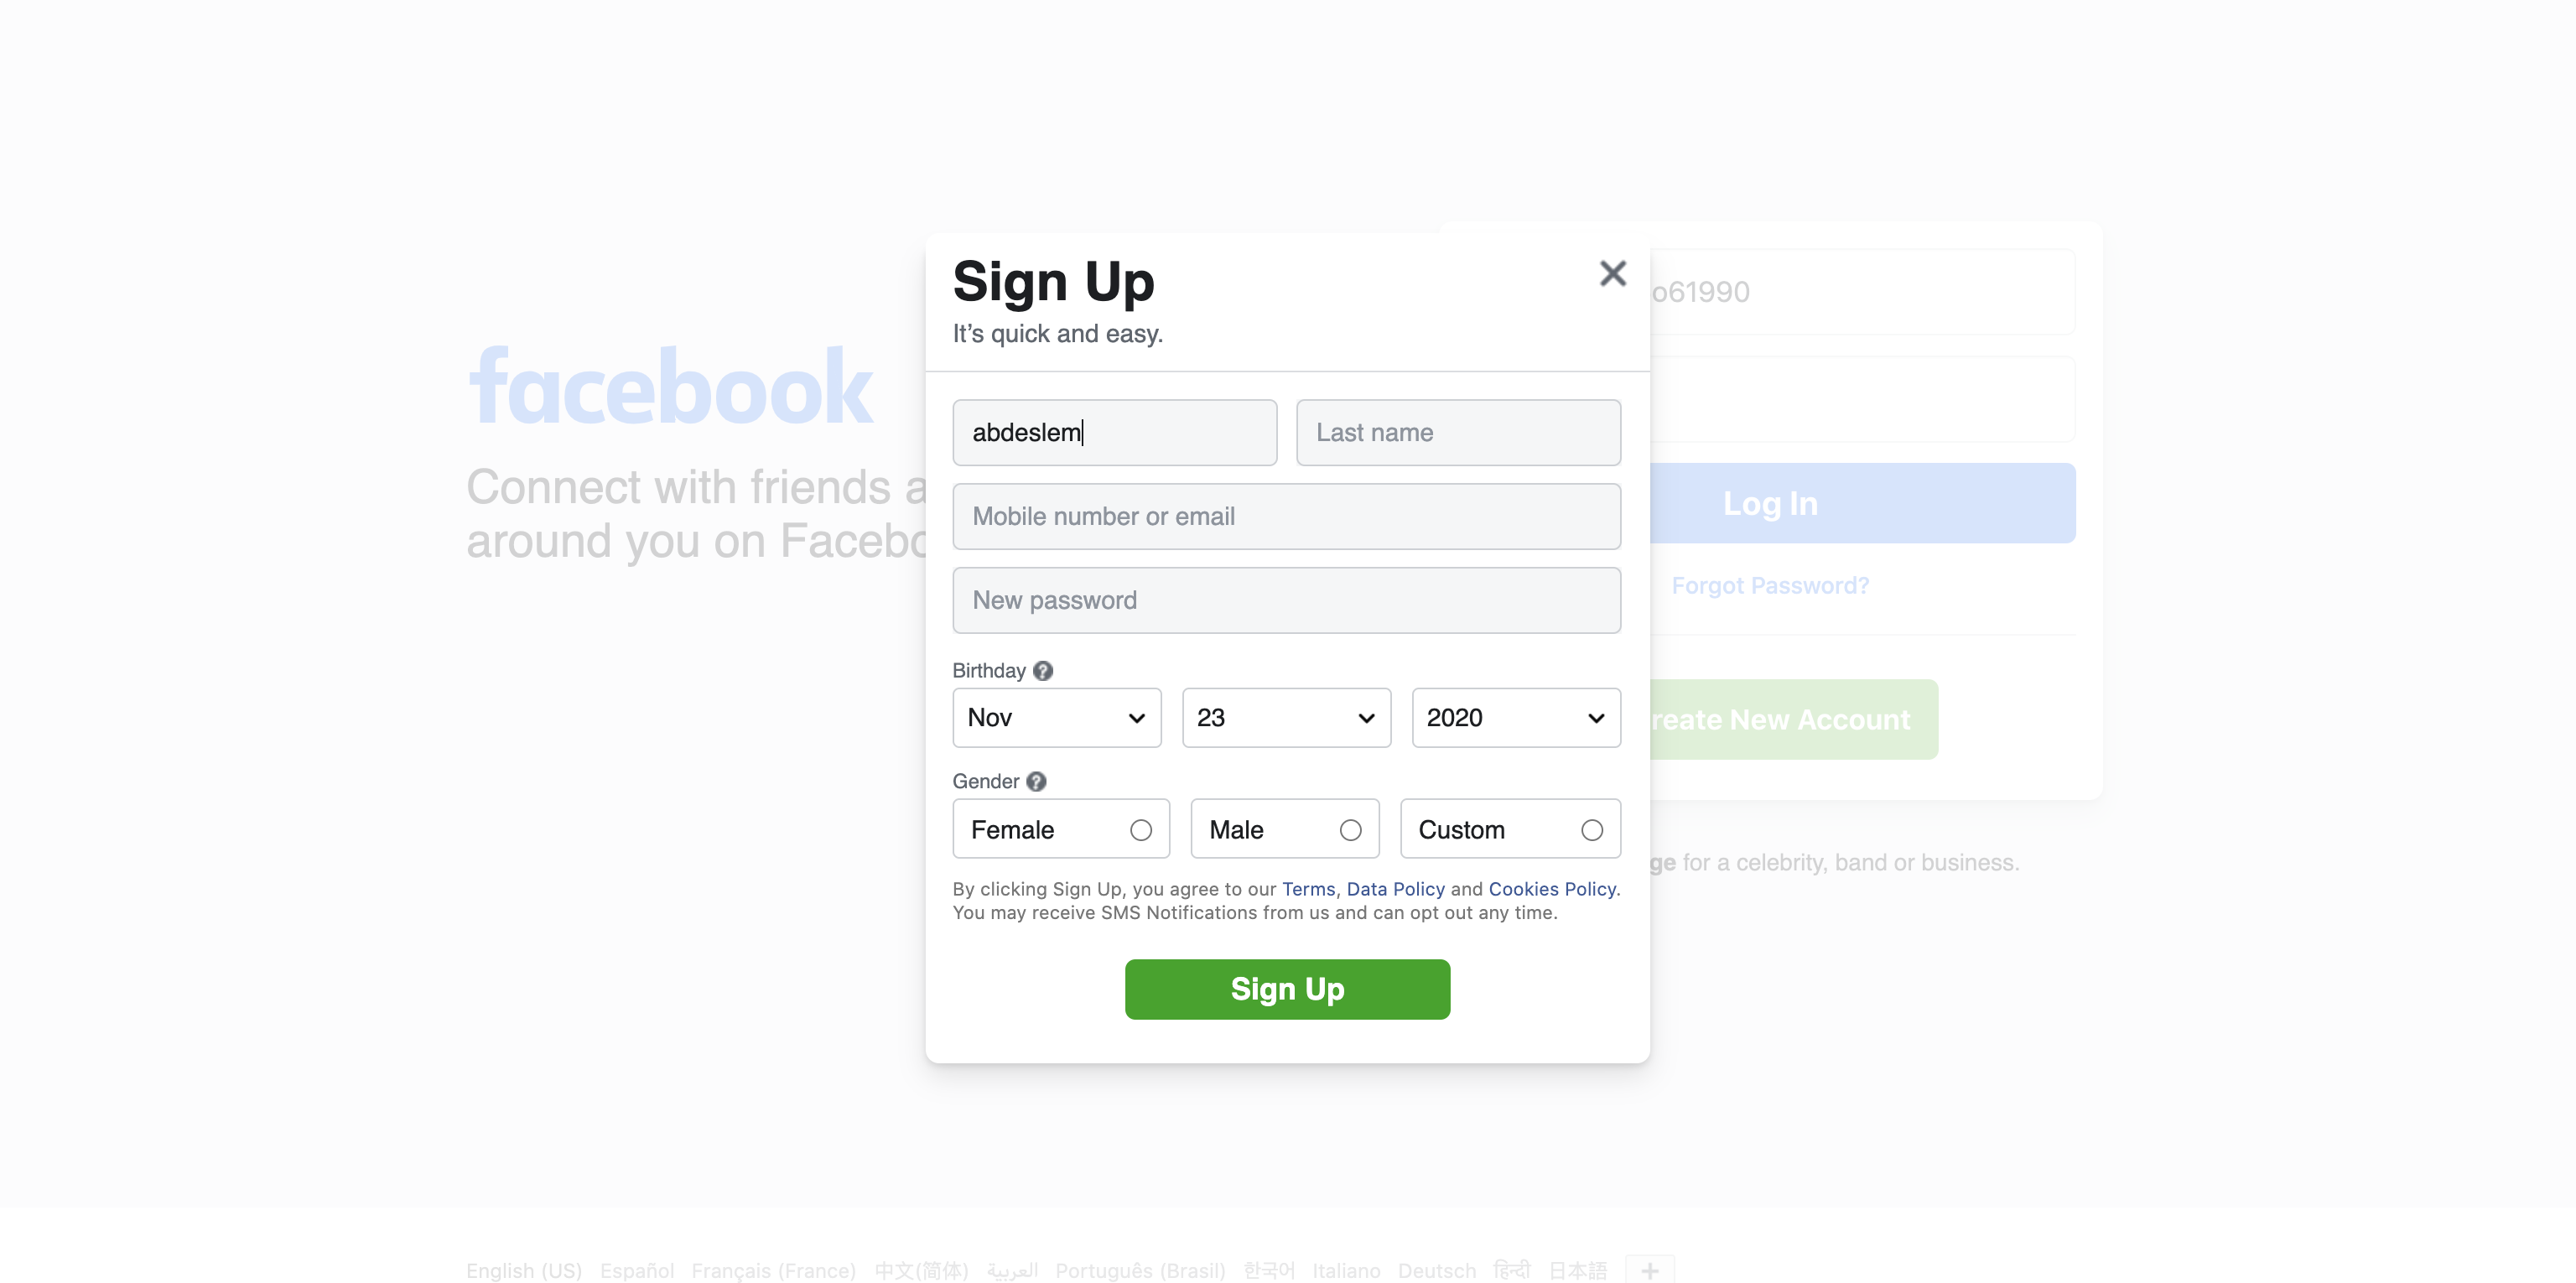 Sign Up
It's quick and easy.
abdeslem
Last name
Mobile number or email
New password
Birthday
Nov
23
2020
Gender
Female
Male
Custom
By clicking Sign Up, you agree to our Terms, Data Policy and Cookies Policy.
You may receive SMS Notifications from us and can opt out any time.
Sign Up
facebook
Connect with friends a
around you on Facebo
o61990
Log In
Forgot Password?
reate New Account
ge for a celebrity, band or business.
English (US) Español Français (France) 中文(简体) العربية Português (Brasil) 한국어 Italiano Deutsch हिन्दी 日本語